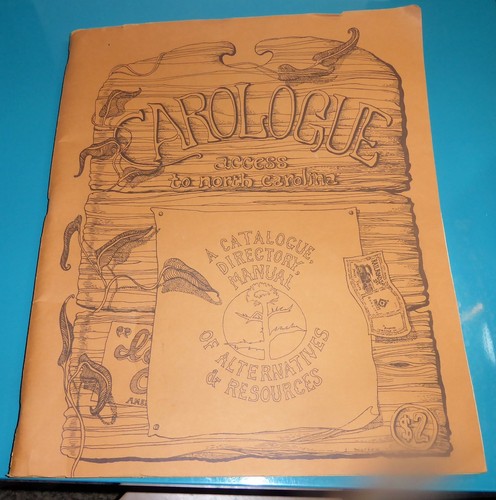 CAROLOGUE
access
to north carolina
A CATALOGUE,
DIRECTORY,
MANUAL
OF ALTERNATIVES
& RESOURCES
$2